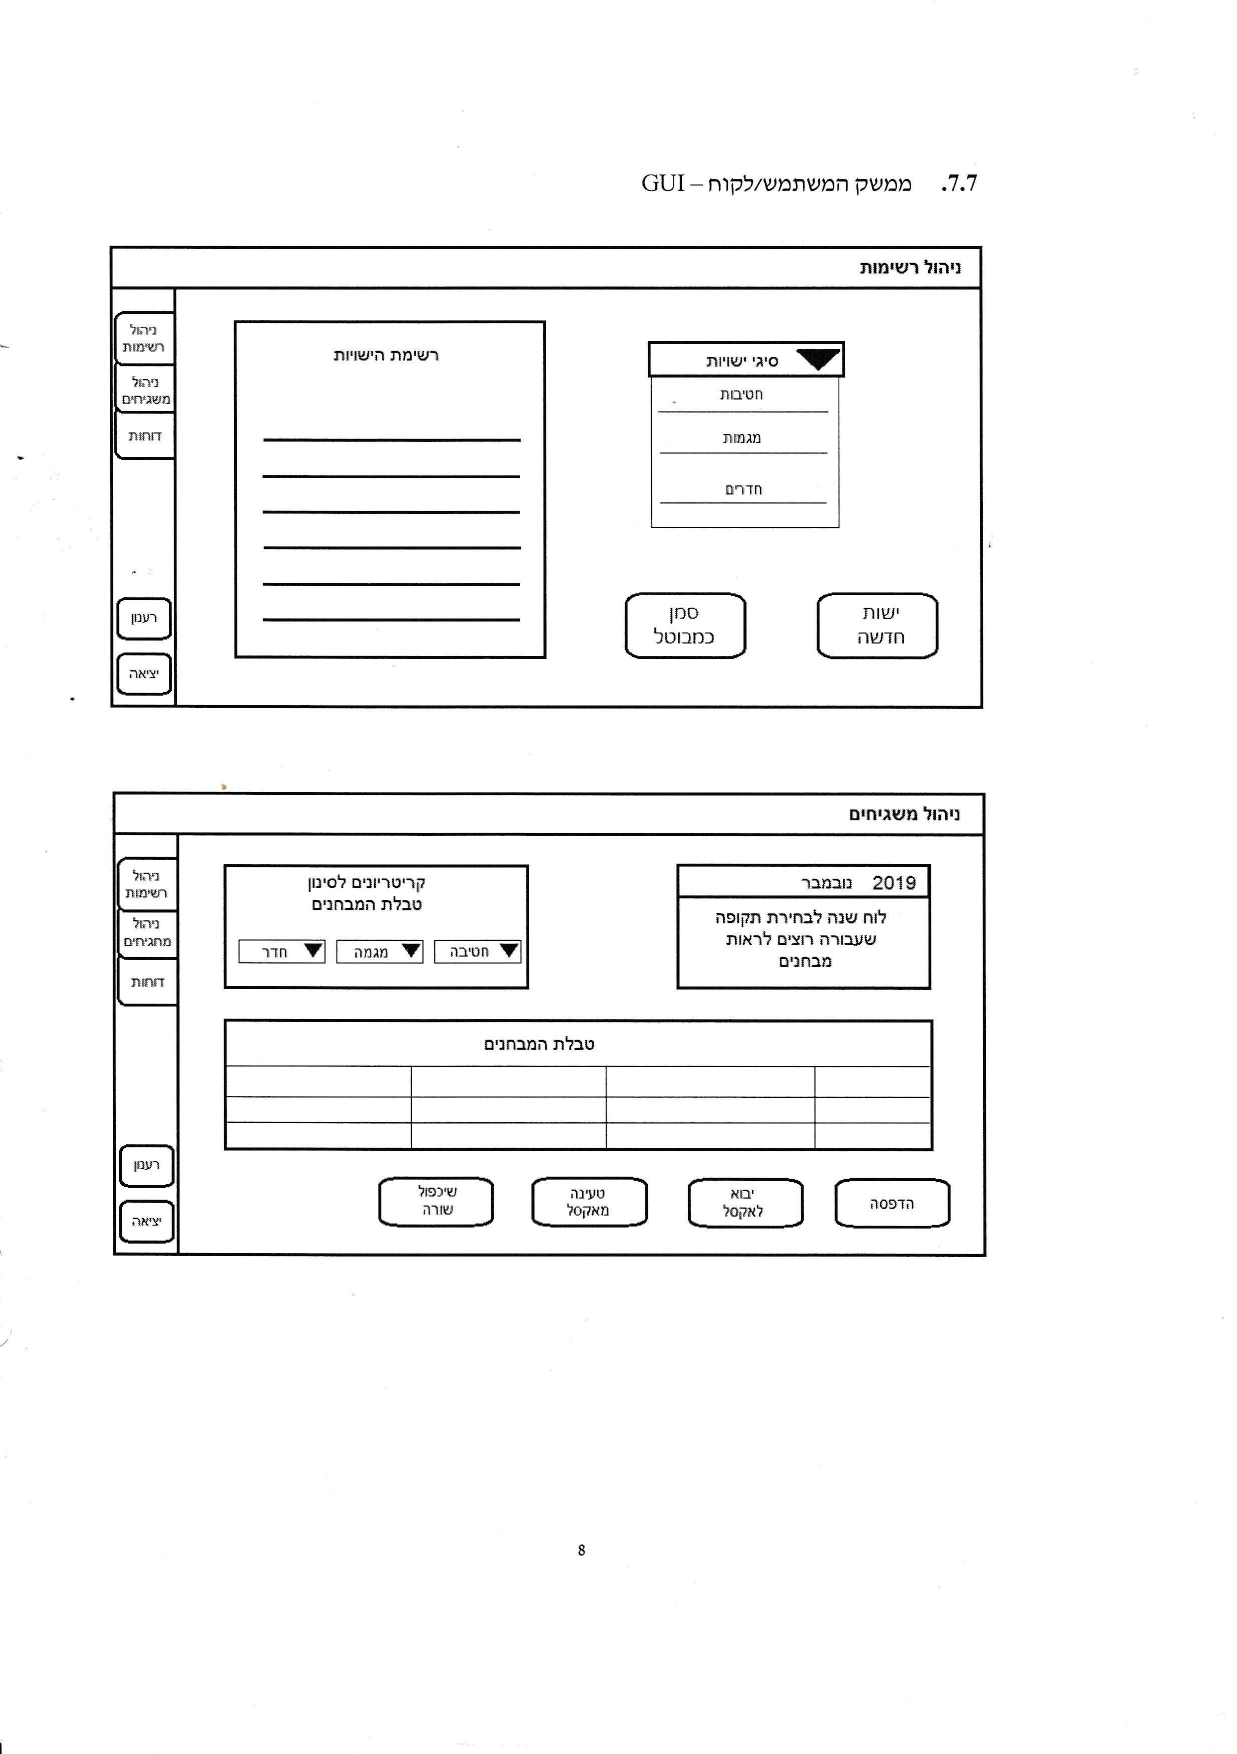 7.7. ממשק המשתמש/לקוח – GUI
ניהול רשימות
סיגי ישויות
חטיבות
מגמות
חדרים
ישות
חדשה
סמן
כמבוטל
רשימת הישויות
ניהול
רשימות
ניהול
משגיחים
דוחות
רענון
יציאה
ניהול משגיחים
2019 נובמבר
לוח שנה לבחירת תקופה
שעבורה רוצים לראות
מבחנים
קריטריונים לסינון
טבלת המבחנים
חטיבה
מגמה
חדר
טבלת המבחנים
הדפסה
יבוא
לאקסל
טעינה
מאקסל
שיכפול
שורה
ניהול
רשימות
ניהול
מחגיחים
דוחות
רענון
יציאה
8